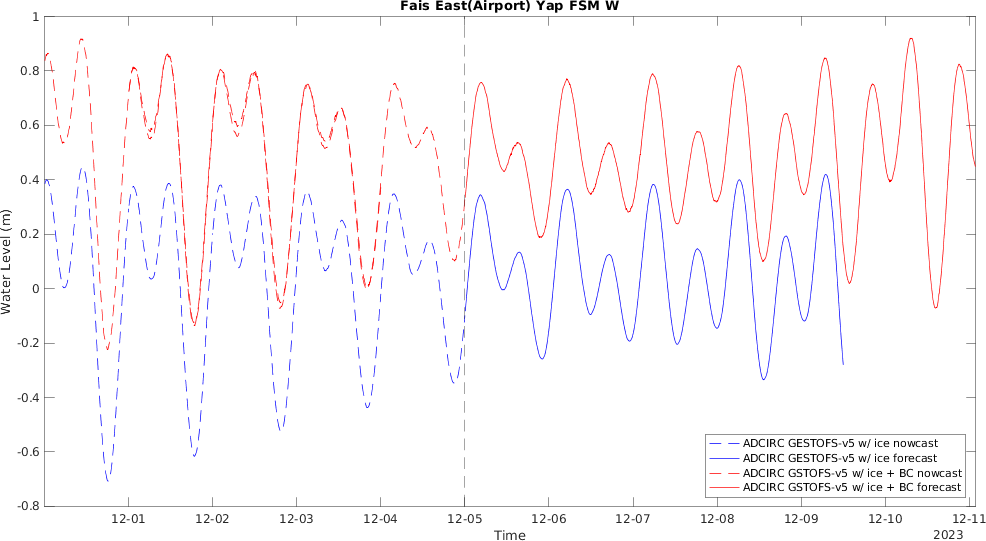 Fais East(Airport) Yap FSM W
Water Level (m)
1
0.8
0.6
0.4
0.2
0
-0.2
-0.4
-0.6
-0.8
ADCIRC GESTOFS-v5 w/ ice nowcast
ADCIRC GESTOFS-v5 w/ ice forecast
ADCIRC GSTOFS-v5 w/ ice + BC nowcast
ADCIRC GSTOFS-v5 w/ ice + BC forecast
12-01 12-02 12-03 12-04 12-05 12-06 12-07 12-08 12-09 12-10 12-11
Time
2023